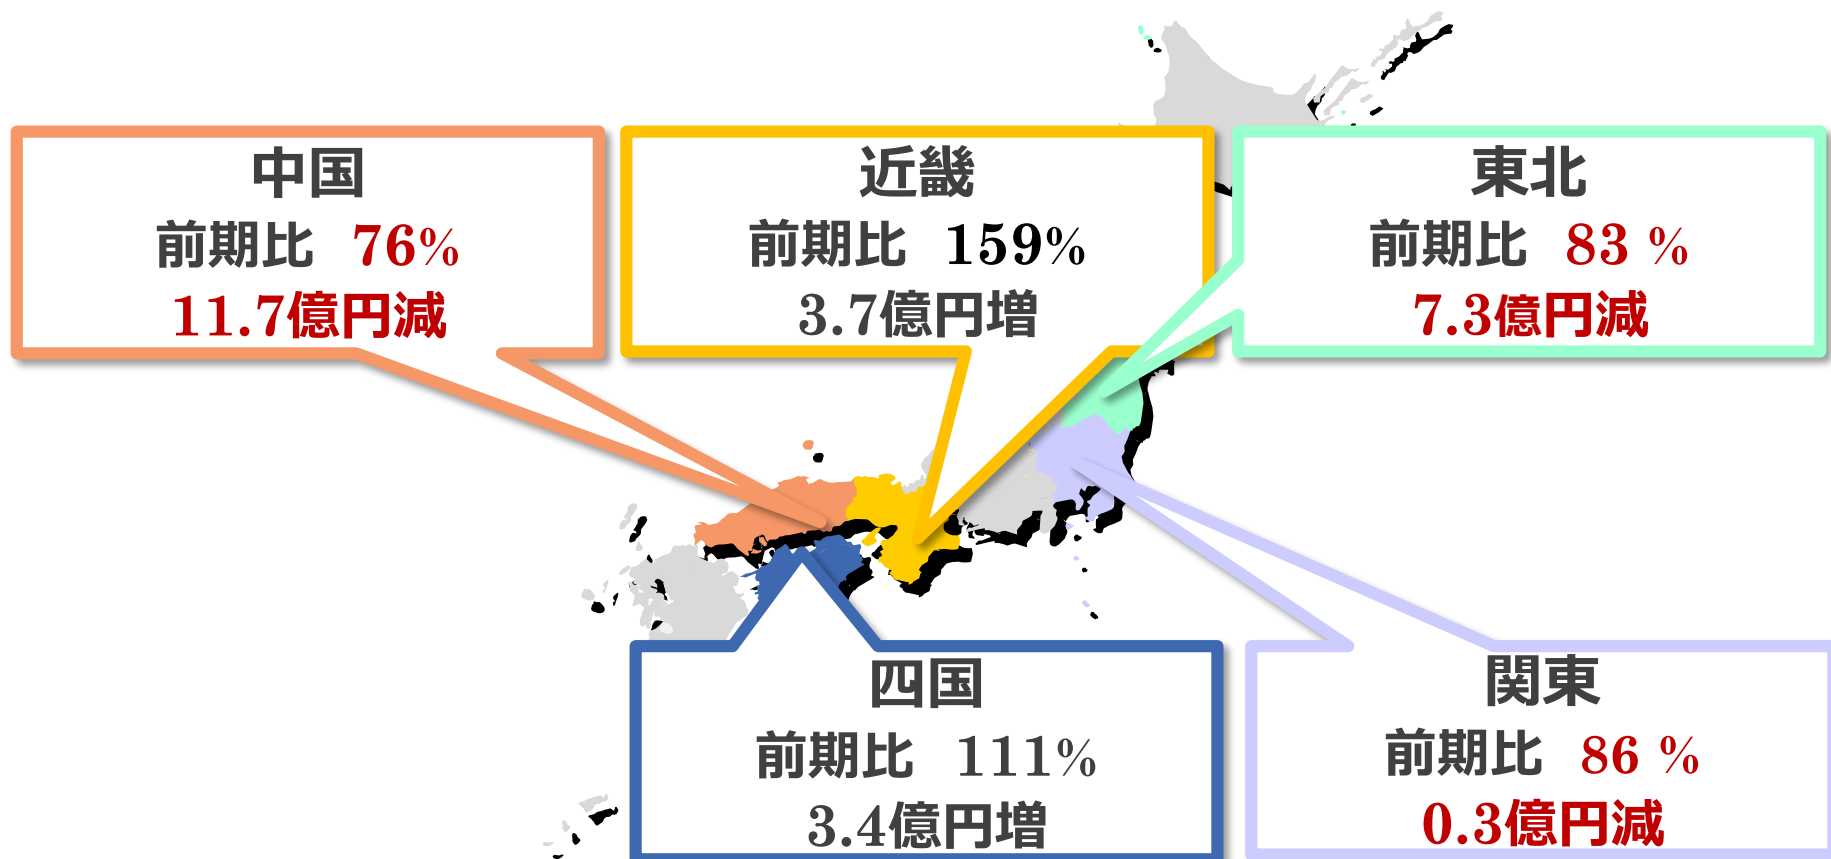 中国
前期比 76%
11.7億円減
近畿
前期比 159%
3.7億円増
東北
前期比 83 %
7.3億円減
四国
前期比 111%
3.4億円増
関東
前期比 86 %
0.3億円減